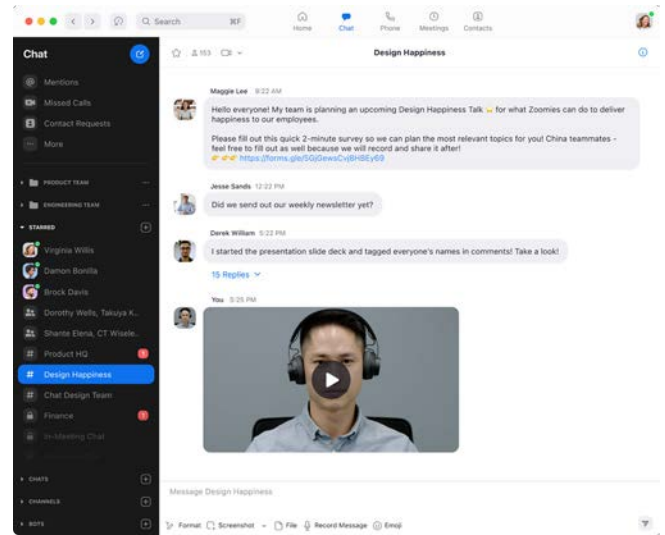 Search
⌘F
Home
Chat
Phone
Meetings
Contacts
Chat
153
Design Happiness
Mentions
Missed Calls
Contact Requests
More
PRODUCT TEAM
ENGINEERING TEAM
STARRED
Virginia Willis
Damon Bonilla
Brock Davis
Dorothy Wells, Takuya K...
Shante Elena, CT Wisele...
# Product HQ 1
# Design Happiness
# Chat Design Team
Finance 1
In-Meeting Chat
CHATS
CHANNELS
BOTS
Maggie Lee 9:22 AM
Hello everyone! My team is planning an upcoming Design Happiness Talk for what Zoomies can do to deliver
happiness to our employees.
Please fill out this quick 2-minute survey so we can plan the most relevant topics for you! China teammates -
feel free to fill out as well because we will record and share it after!
Jesse Sands 12:22 PM
Did we send out our weekly newsletter yet?
Derek William 5:22 PM
I started the presentation slide deck and tagged everyone's names in comments! Take a look!
15 Replies
You 5:25 PM
Message Design Happiness
Format
Screenshot
File
Record Message
Emoji